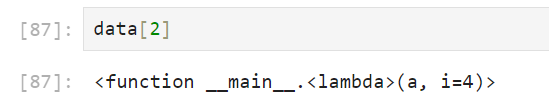 [87]: data[2]
[87]: <function __main__.<lambda>(a, i=4)>